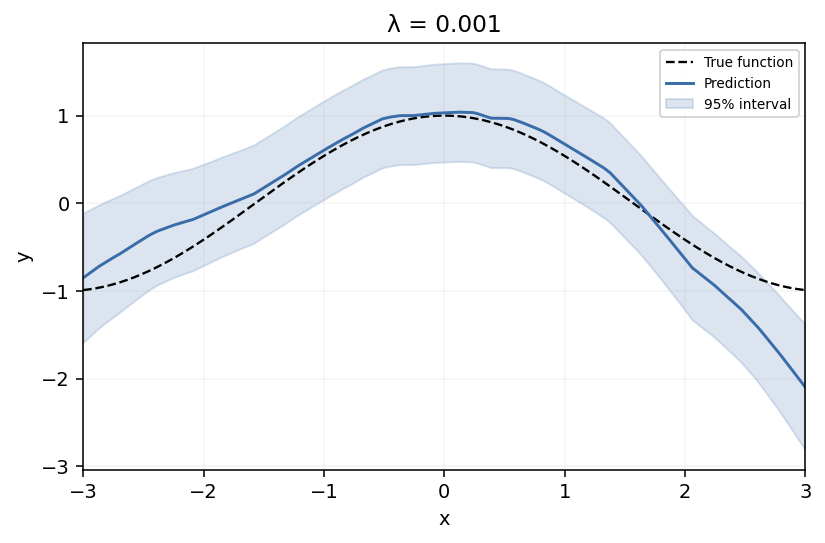 λ = 0.001
True function
Prediction
95% interval
y
1
0
−1
−2
−3
−3
−2
−1
0
1
2
3
x